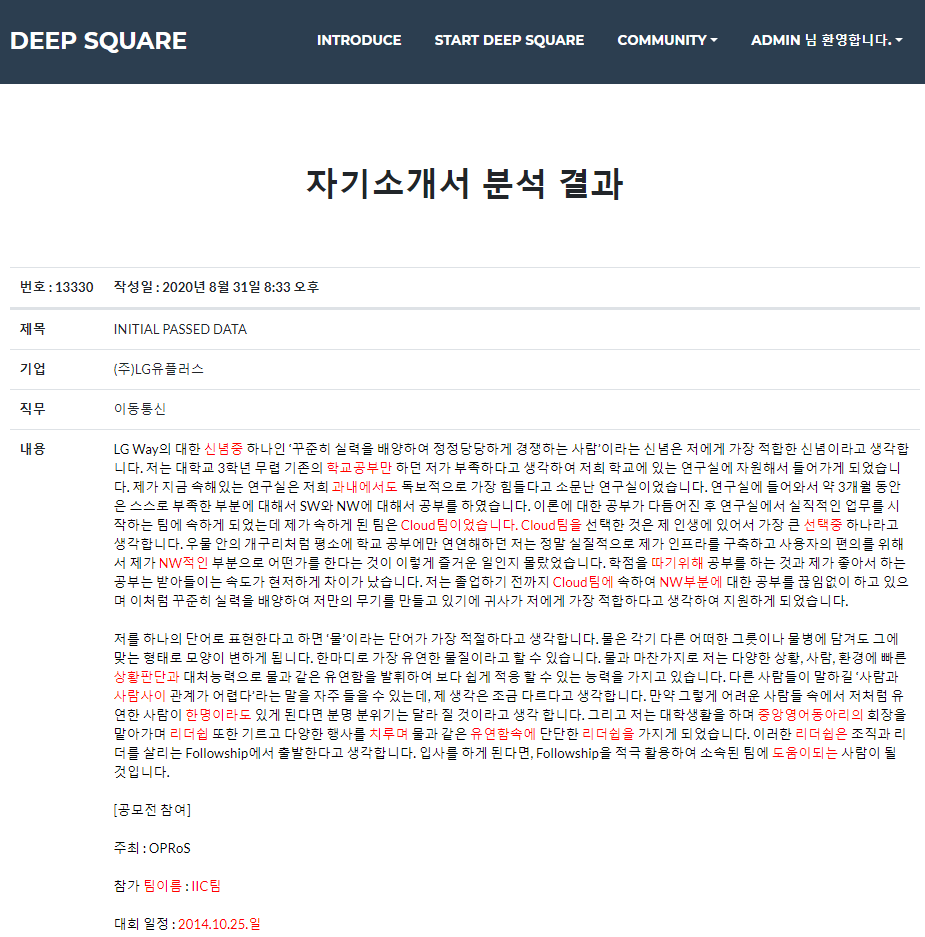 DEEP SQUARE
INTRODUCE START DEEP SQUARE COMMUNITY ADMIN 님 환영합니다.
자기소개서 분석 결과
번호 : 13330 작성일 : 2020년 8월 31일 8:33 오후
제목 INITIAL PASSED DATA
기업 (주)LG유플러스
직무 이동통신
내용 LG Way의 대한 신념중 하나인 ‘꾸준히 실력을 배양하여 정정당당하게 경쟁하는 사람’이라는 신념은 저에게 가장 적합한 신념이라고 생각합
니다. 저는 대학교 3학년 무렵 기존의 학교공부만 하던 저가 부족하다고 생각하여 저희 학교에 있는 연구실에 자원해서 들어가게 되었습니
다. 제가 지금 속해있는 연구실은 저희 과내에서도 독보적으로 가장 힘들다고 소문난 연구실이었습니다. 연구실에 들어와서 약 3개월 동안
은 스스로 부족한 부분에 대해서 SW와 NW에 대해서 공부를 하였습니다. 이론에 대한 공부가 다듬어진 후 연구실에서 실직적인 업무를 시
작하는 팀에 속하게 되었는데 제가 속하게 된 팀은 Cloud팀이었습니다. Cloud팀을 선택한 것은 제 인생에 있어서 가장 큰 선택중 하나라고
생각합니다. 우물 안의 개구리처럼 평소에 학교 공부에만 연연해하던 저는 정말 실질적으로 제가 인프라를 구축하고 사용자의 편의를 위해
서 제가 NW적인 부분으로 어떤가를 한다는 것이 이렇게 즐거운 일인지 몰랐었습니다. 학점을 따기위해 공부를 하는 것과 제가 좋아서 하는
공부는 받아들이는 속도가 현저하게 차이가 났습니다. 저는 졸업하기 전까지 Cloud팀에 속하여 NW부분에 대한 공부를 끊임없이 하고 있으
며 이처럼 꾸준히 실력을 배양하여 저만의 무기를 만들고 있기에 귀사가 저에게 가장 적합하다고 생각하여 지원하게 되었습니다.
저를 하나의 단어로 표현한다고 하면 ‘물’이라는 단어가 가장 적절하다고 생각합니다. 물은 각기 다른 어떠한 그릇이나 물병에 담겨도 그에
맞는 형태로 모양이 변하게 됩니다. 한마디로 가장 유연한 물질이라고 할 수 있습니다. 물과 마찬가지로 저는 다양한 상황, 사람, 환경에 빠른
상황판단과 대처능력으로 물과 같은 유연함을 발휘하여 보다 쉽게 적응 할 수 있는 능력을 가지고 있습니다. 다른 사람들이 말하길 ‘사람과
사람사이 관계가 어렵다’라는 말을 자주 들을 수 있는데, 제 생각은 조금 다르다고 생각합니다. 만약 그렇게 어려운 사람들 속에서 저처럼 유
연한 사람이 한명이라도 있게 된다면 분명 분위기는 달라 질 것이라고 생각 합니다. 그리고 저는 대학생활을 하며 중앙영어동아리의 회장을
맡아가며 리더쉽 또한 기르고 다양한 행사를 치루며 물과 같은 유연함속에 단단한 리더쉽을 가지게 되었습니다. 이러한 리더쉽은 조직과 리
더를 살리는 Followship에서 출발한다고 생각합니다. 입사를 하게 된다면, Followship을 적극 활용하여 소속된 팀에 도움이되는 사람이 될
것입니다.
[공모전 참여]
주최 : OPRoS
참가 팀이름 : IIC팀
대회 일정 : 2014.10.25.일